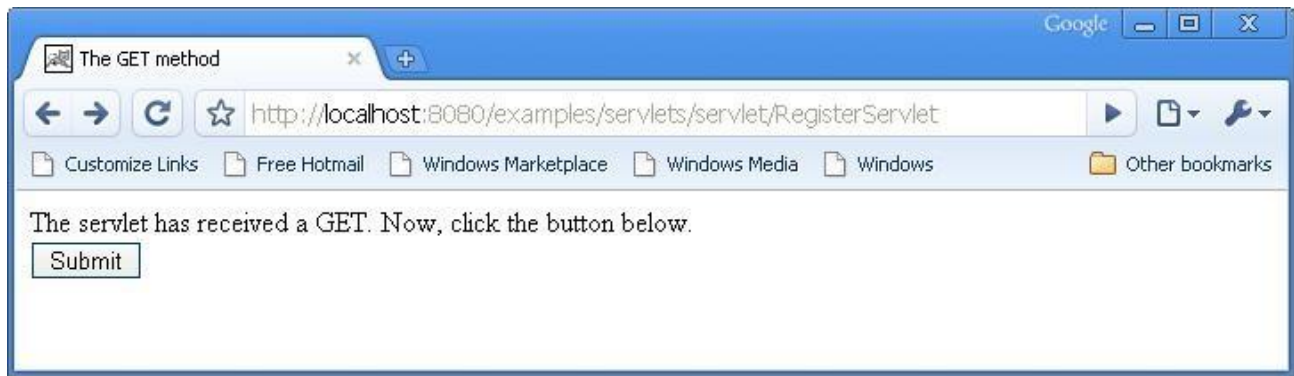 Google
The GET method
http://localhost:8080/examples/servlets/servlet/RegisterServlet
Customize Links Free Hotmail Windows Marketplace Windows Media Windows Other bookmarks
The servlet has received a GET. Now, click the button below.
Submit